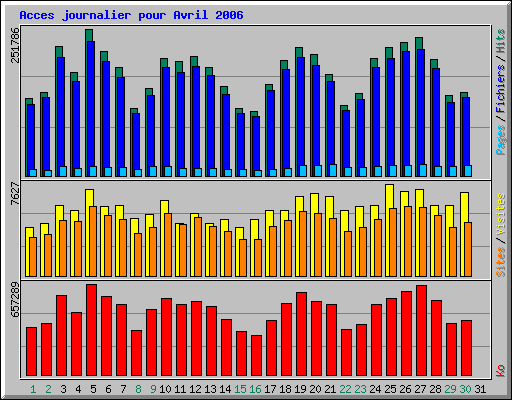 Acces journalier pour Avril 2006
251786
Pages / Fichiers / Hits
7627
Sites / Visites
657289
Ko
1 2 3 4 5 6 7 8 9 10 11 12 13 14 15 16 17 18 19 20 21 22 23 24 25 26 27 28 29 30 31